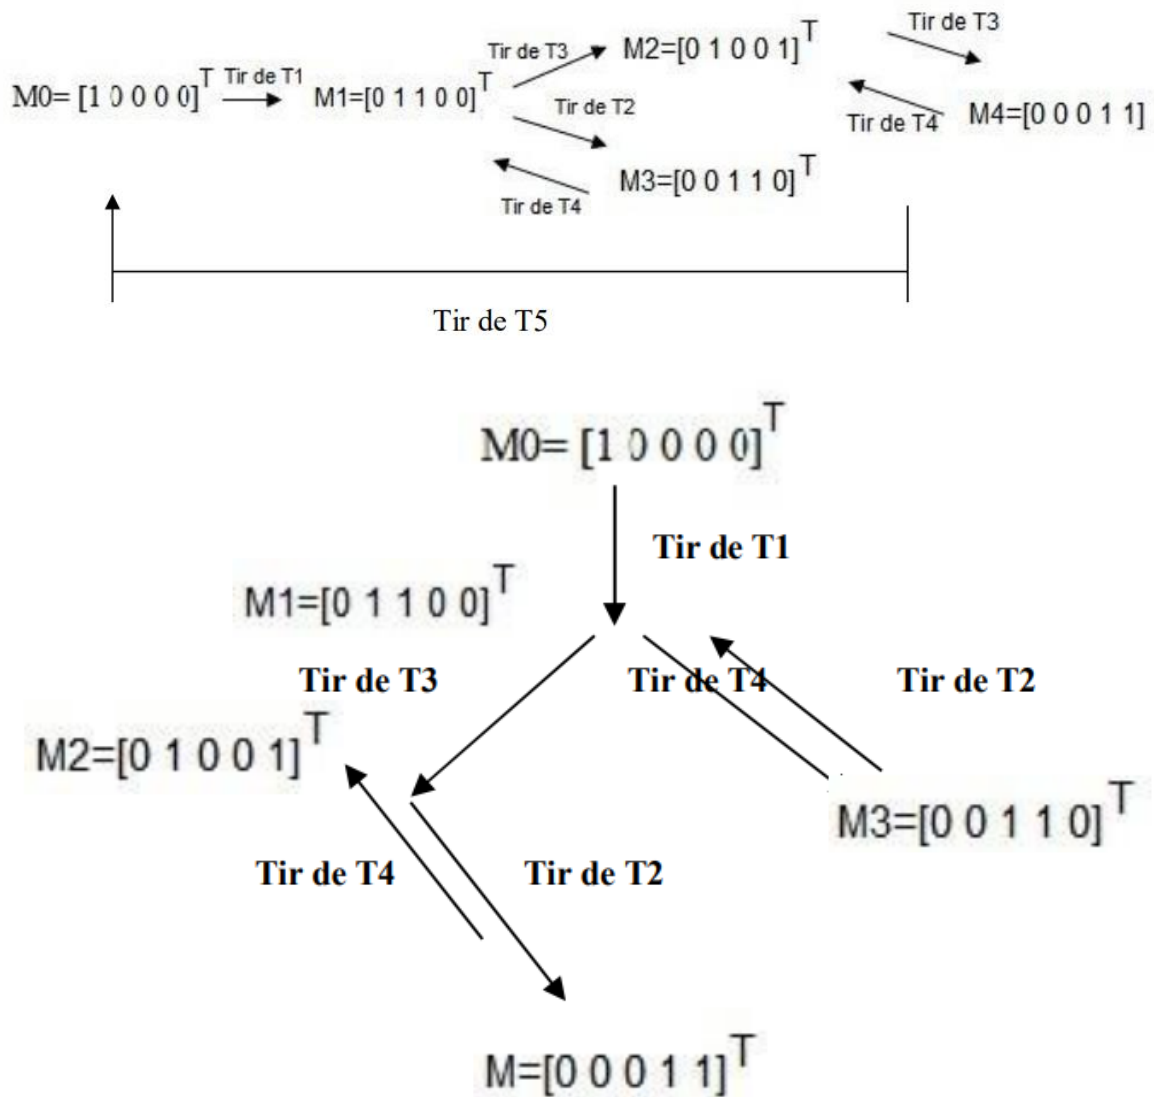 Tir de T3
M0= [1 0 0 0 0]T Tir de T1 M1=[0 1 1 0 0]T Tir de T3 M2=[0 1 0 0 1]T
Tir de T2
Tir de T4 M4=[0 0 0 1 1]
M3=[0 0 1 1 0]T
Tir de T4
Tir de T5
M0= [1 0 0 0 0]T
Tir de T1
M1=[0 1 1 0 0]T
Tir de T3 Tir de T4 Tir de T2
M2=[0 1 0 0 1]T
M3=[0 0 1 1 0]T
Tir de T4 Tir de T2
M=[0 0 0 1 1]T